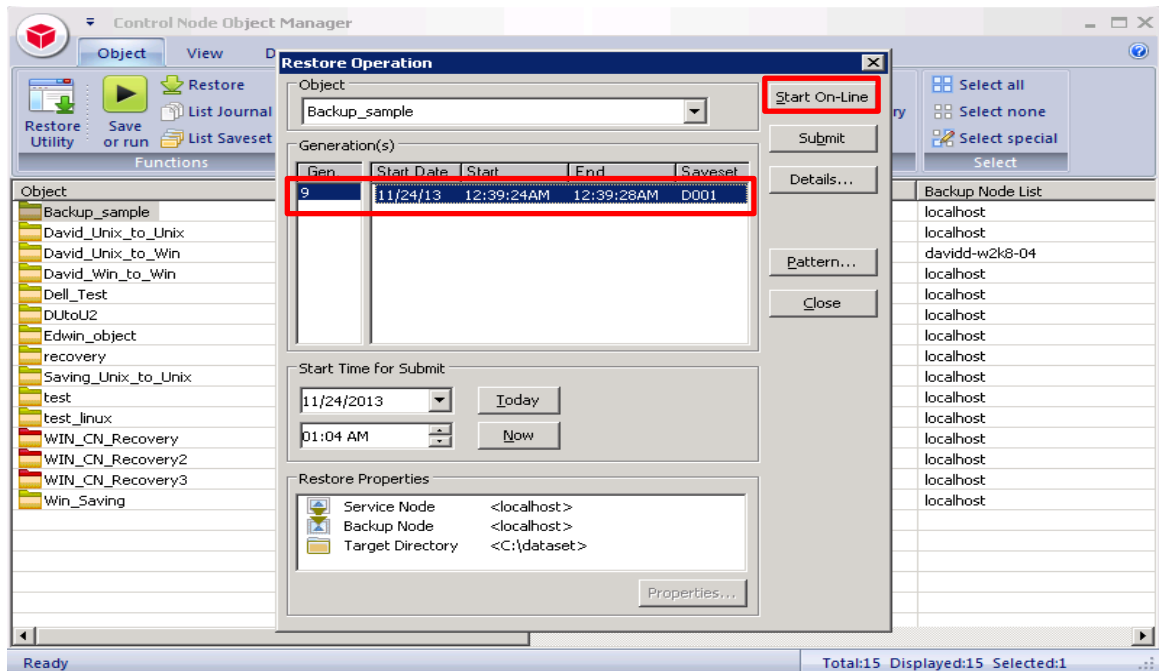 Control Node Object Manager
Object View D
Restore Utility
Save or run
Restore
List Journal
List Saveset
Functions
ry
Select all
Select none
Select special
Select
Restore Operation
Object
Backup_sample
Generation(s)
Gen. Start Date Start End Saveset
9 11/24/13 12:39:24AM 12:39:28AM D001
Start Time for Submit
11/24/2013 Today
01:04 AM Now
Restore Properties
Service Node <localhost>
Backup Node <localhost>
Target Directory <C:\dataset>
Properties...
Start On-Line
Submit
Details...
Pattern...
Close
Object Backup Node List
Backup_sample localhost
David_Unix_to_Unix localhost
David_Unix_to_Win davidd-w2k8-04
David_Win_to_Win localhost
Dell_Test localhost
DUtoU2 localhost
Edwin_object localhost
recovery localhost
Saving_Unix_to_Unix localhost
test localhost
test_linux localhost
WIN_CN_Recovery localhost
WIN_CN_Recovery2 localhost
WIN_CN_Recovery3 localhost
Win_Saving localhost
Ready Total:15 Displayed:15 Selected:1